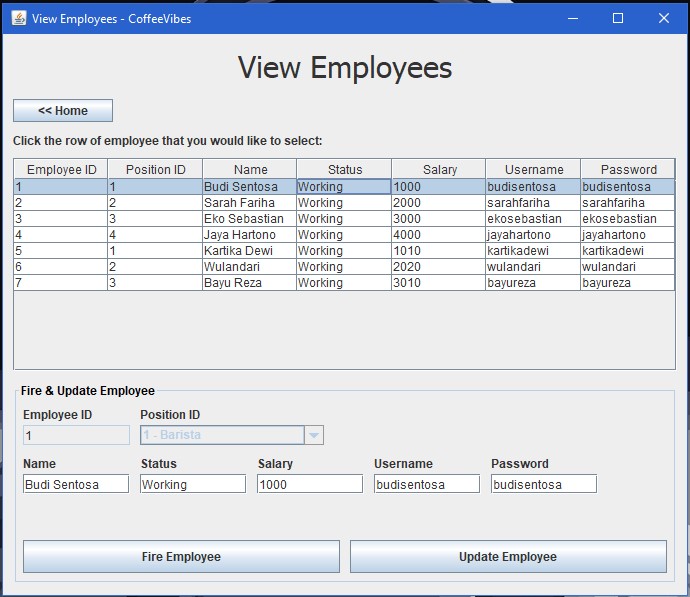 View Employees - CoffeeVibes
View Employees
<< Home
Click the row of employee that you would like to select:
Employee ID Position ID Name Status Salary Username Password
1 1 Budi Sentosa Working 1000 budisentosa budisentosa
2 2 Sarah Fariha Working 2000 sarahfariha sarahfariha
3 3 Eko Sebastian Working 3000 ekosebastian ekosebastian
4 4 Jaya Hartono Working 4000 jayahartono jayahartono
5 1 Kartika Dewi Working 1010 kartikadewi kartikadewi
6 2 Wulandari Working 2020 wulandari wulandari
7 3 Bayu Reza Working 3010 bayureza bayureza
Fire & Update Employee
Employee ID Position ID
1 1 - Barista
Name Status Salary Username Password
Budi Sentosa Working 1000 budisentosa budisentosa
Fire Employee Update Employee